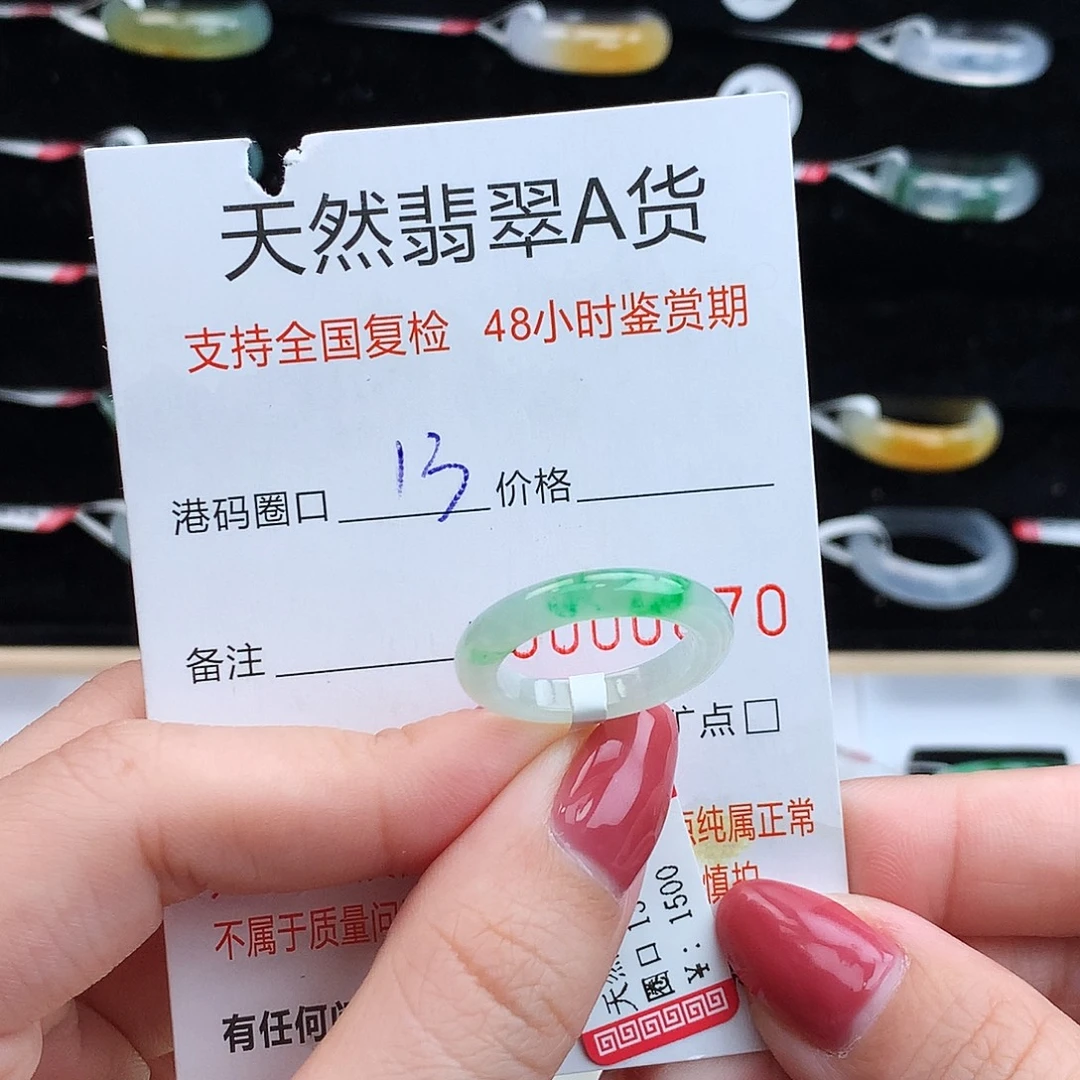 天然翡翠A货
支持全国复检 48小时鉴赏期
港码圈口 13 价格
备注
70
点
纯属正常
慎拍
不属于质量问
有任何
天然
圈口 13
¥: 1500